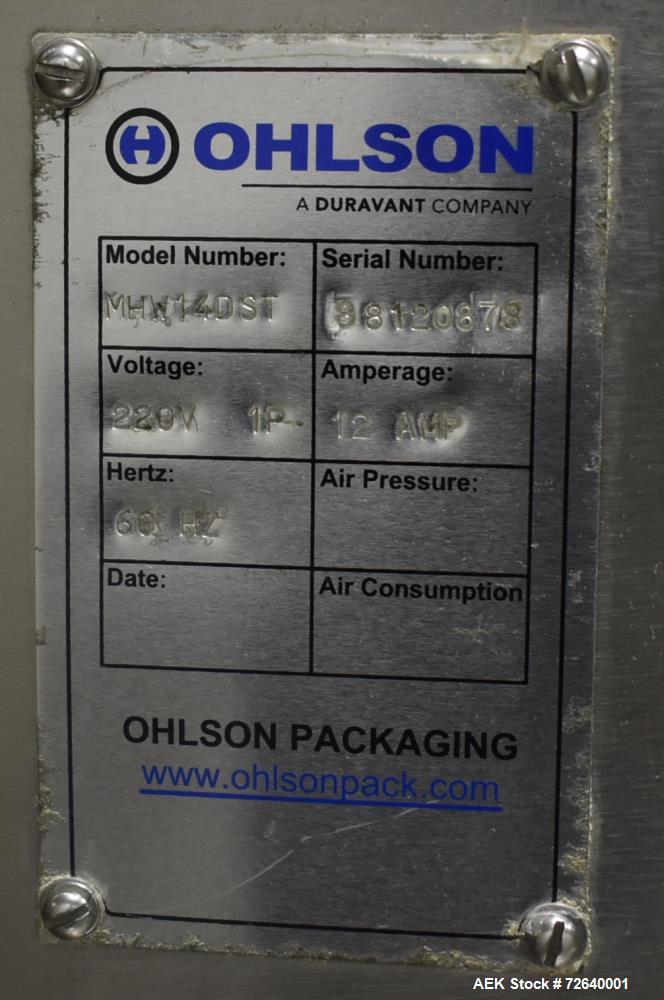 OHLSON
A DURAVANT COMPANY
Model Number: Serial Number:
MHW14DST
Voltage: Amperage:
220V 1P 12 AMP
Hertz: Air Pressure:
60 HZ
Date: Air Consumption
OHLSON PACKAGING
www.ohlsonpack.com
AEK Stock # 72640001